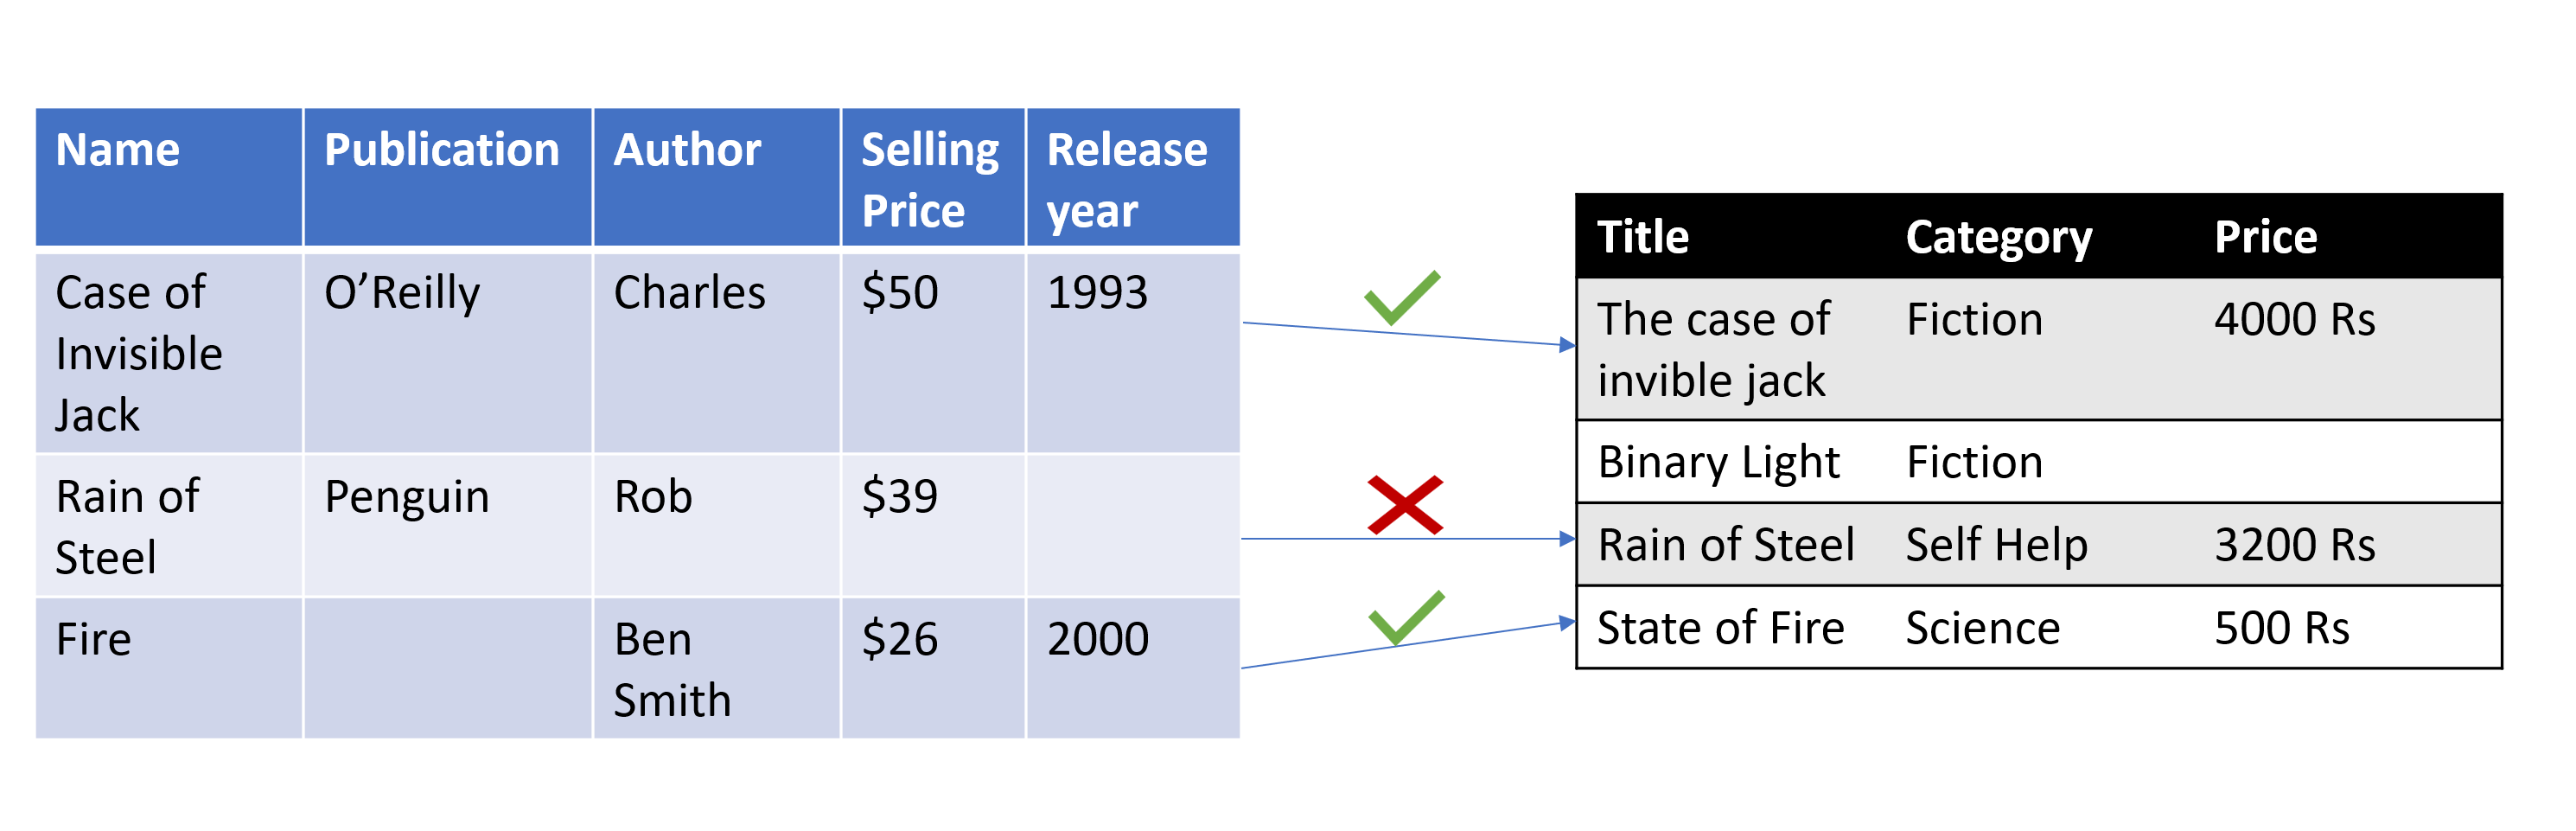 Name Publication Author Selling Price Release year
Case of Invisible Jack O’Reilly Charles $50 1993
Rain of Steel Penguin Rob $39
Fire Ben Smith $26 2000
Title Category Price
The case of invible jack Fiction 4000 Rs
Binary Light Fiction
Rain of Steel Self Help 3200 Rs
State of Fire Science 500 Rs